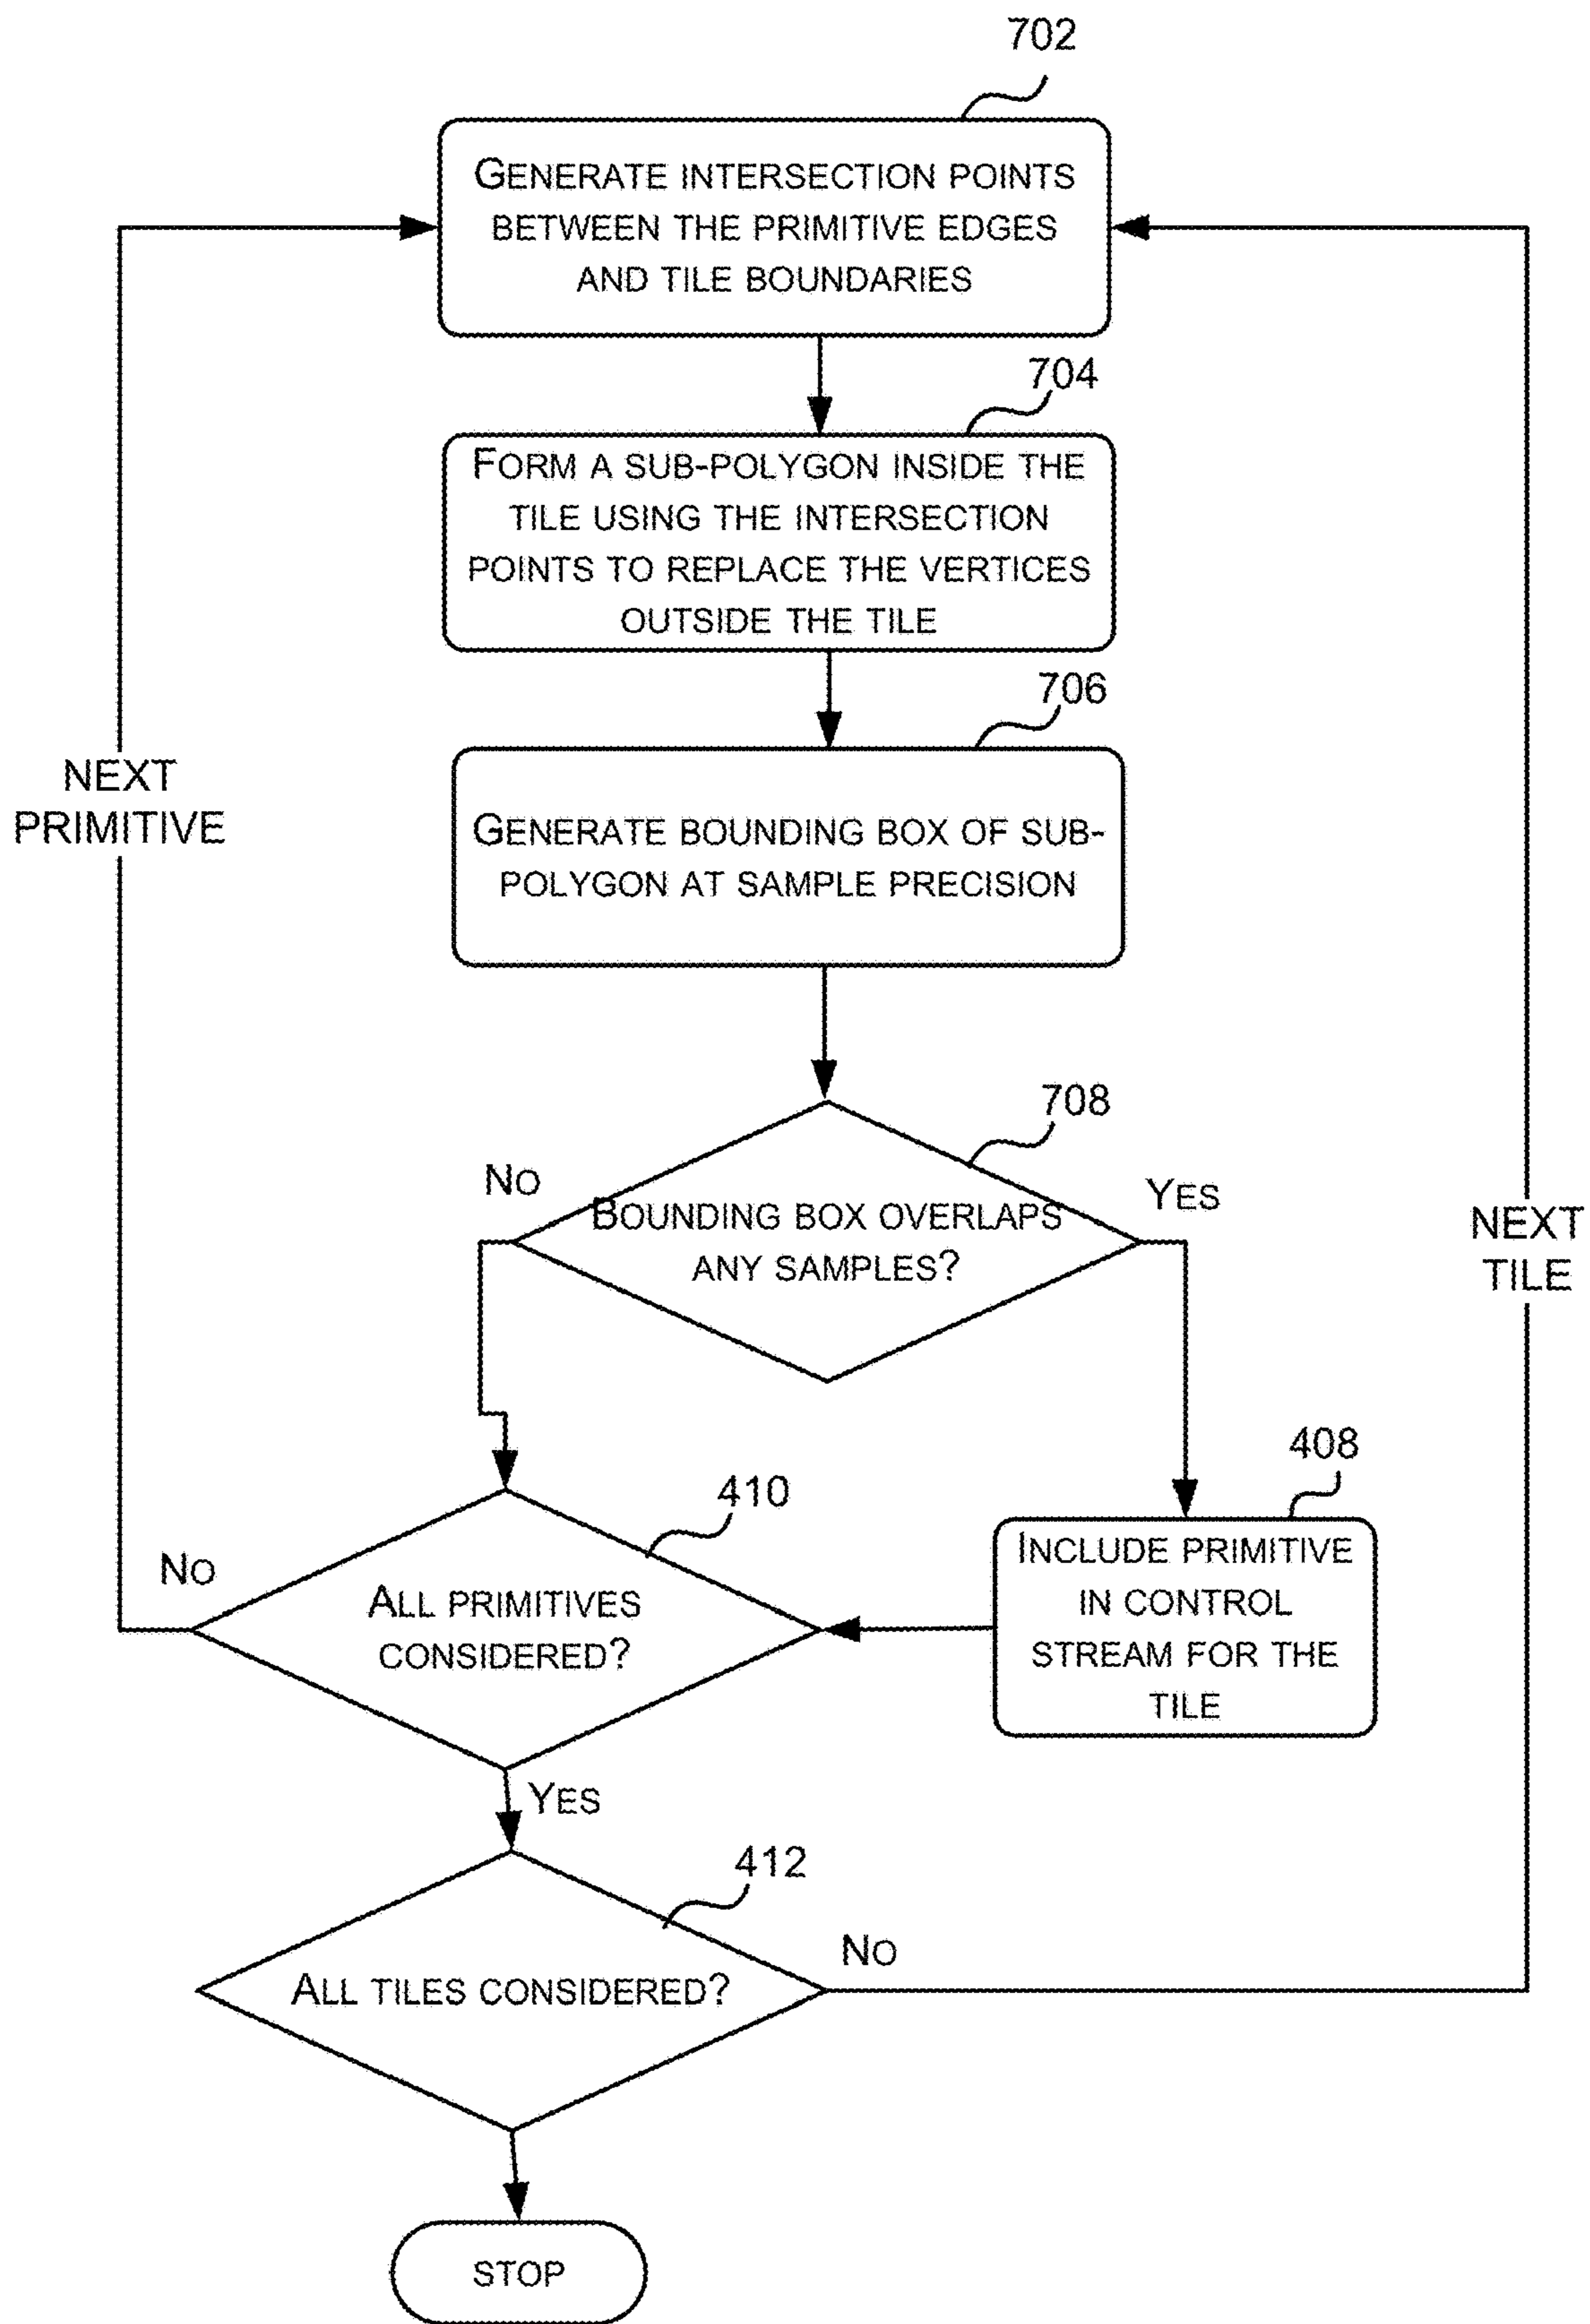 702
GENERATE INTERSECTION POINTS
BETWEEN THE PRIMITIVE EDGES
AND TILE BOUNDARIES
704
FORM A SUB-POLYGON INSIDE THE
TILE USING THE INTERSECTION
POINTS TO REPLACE THE VERTICES
OUTSIDE THE TILE
706
GENERATE BOUNDING BOX OF SUB-
POLYGON AT SAMPLE PRECISION
NEXT
PRIMITIVE
708
NO
YES
BOUNDING BOX OVERLAPS
ANY SAMPLES?
NEXT
TILE
408
INCLUDE PRIMITIVE
IN CONTROL
STREAM FOR THE
TILE
410
NO
ALL PRIMITIVES
CONSIDERED?
YES
412
NO
ALL TILES CONSIDERED?
STOP